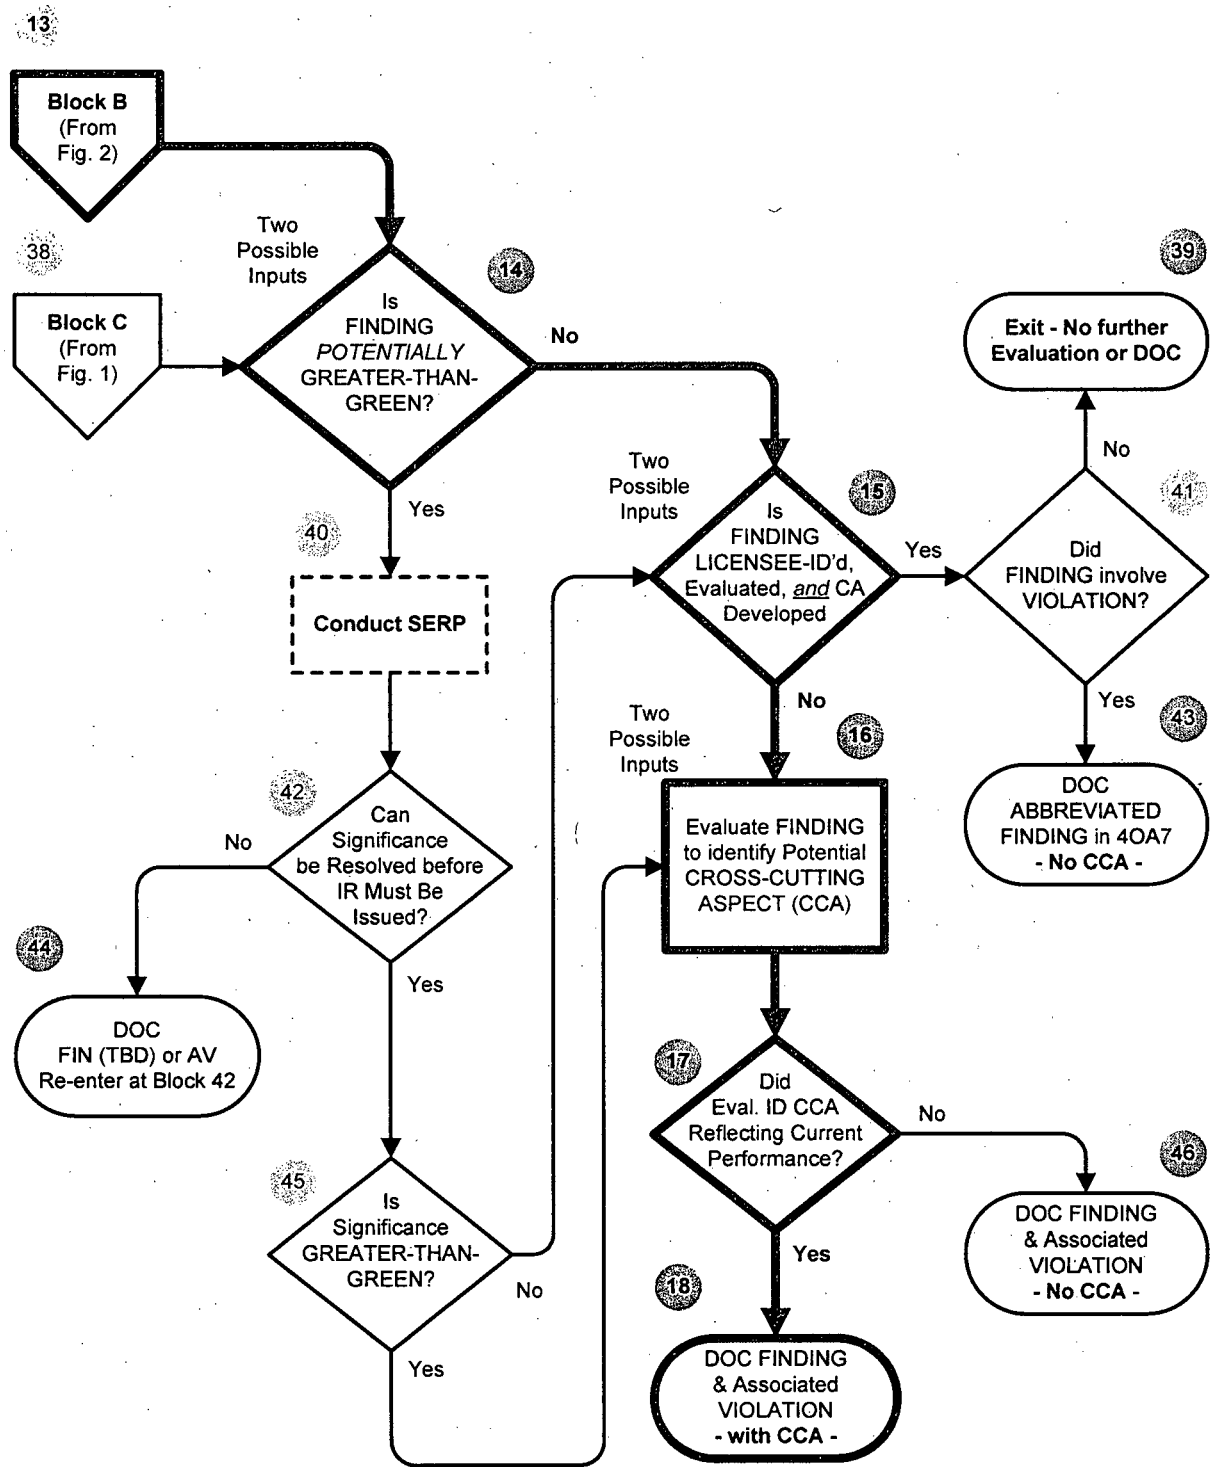 13
Block B
(From
Fig. 2)
38
Block C
(From
Fig. 1)
Two
Possible
Inputs
14
Is
FINDING
POTENTIALLY
GREATER-THAN-
GREEN?
No
Yes
40
Conduct SERP
42
Can
Significance
be Resolved before
IR Must Be
Issued?
No
Yes
44
DOC
FIN (TBD) or AV
Re-enter at Block 42
45
Is
Significance
GREATER-THAN-
GREEN?
No
Yes
Two
Possible
Inputs
15
Is
FINDING
LICENSEE-ID'd,
Evaluated, and CA
Developed
Yes
No
39
Exit - No further
Evaluation or DOC
No
41
Did
FINDING involve
VIOLATION?
Yes
43
DOC
ABBREVIATED
FINDING in 4OA7
- No CCA -
Two
Possible
Inputs
16
Evaluate FINDING
to identify Potential
CROSS-CUTTING
ASPECT (CCA)
17
Did
Eval. ID CCA
Reflecting Current
Performance?
No
Yes
46
DOC FINDING
& Associated
VIOLATION
- No CCA -
18
DOC FINDING
& Associated
VIOLATION
- with CCA -